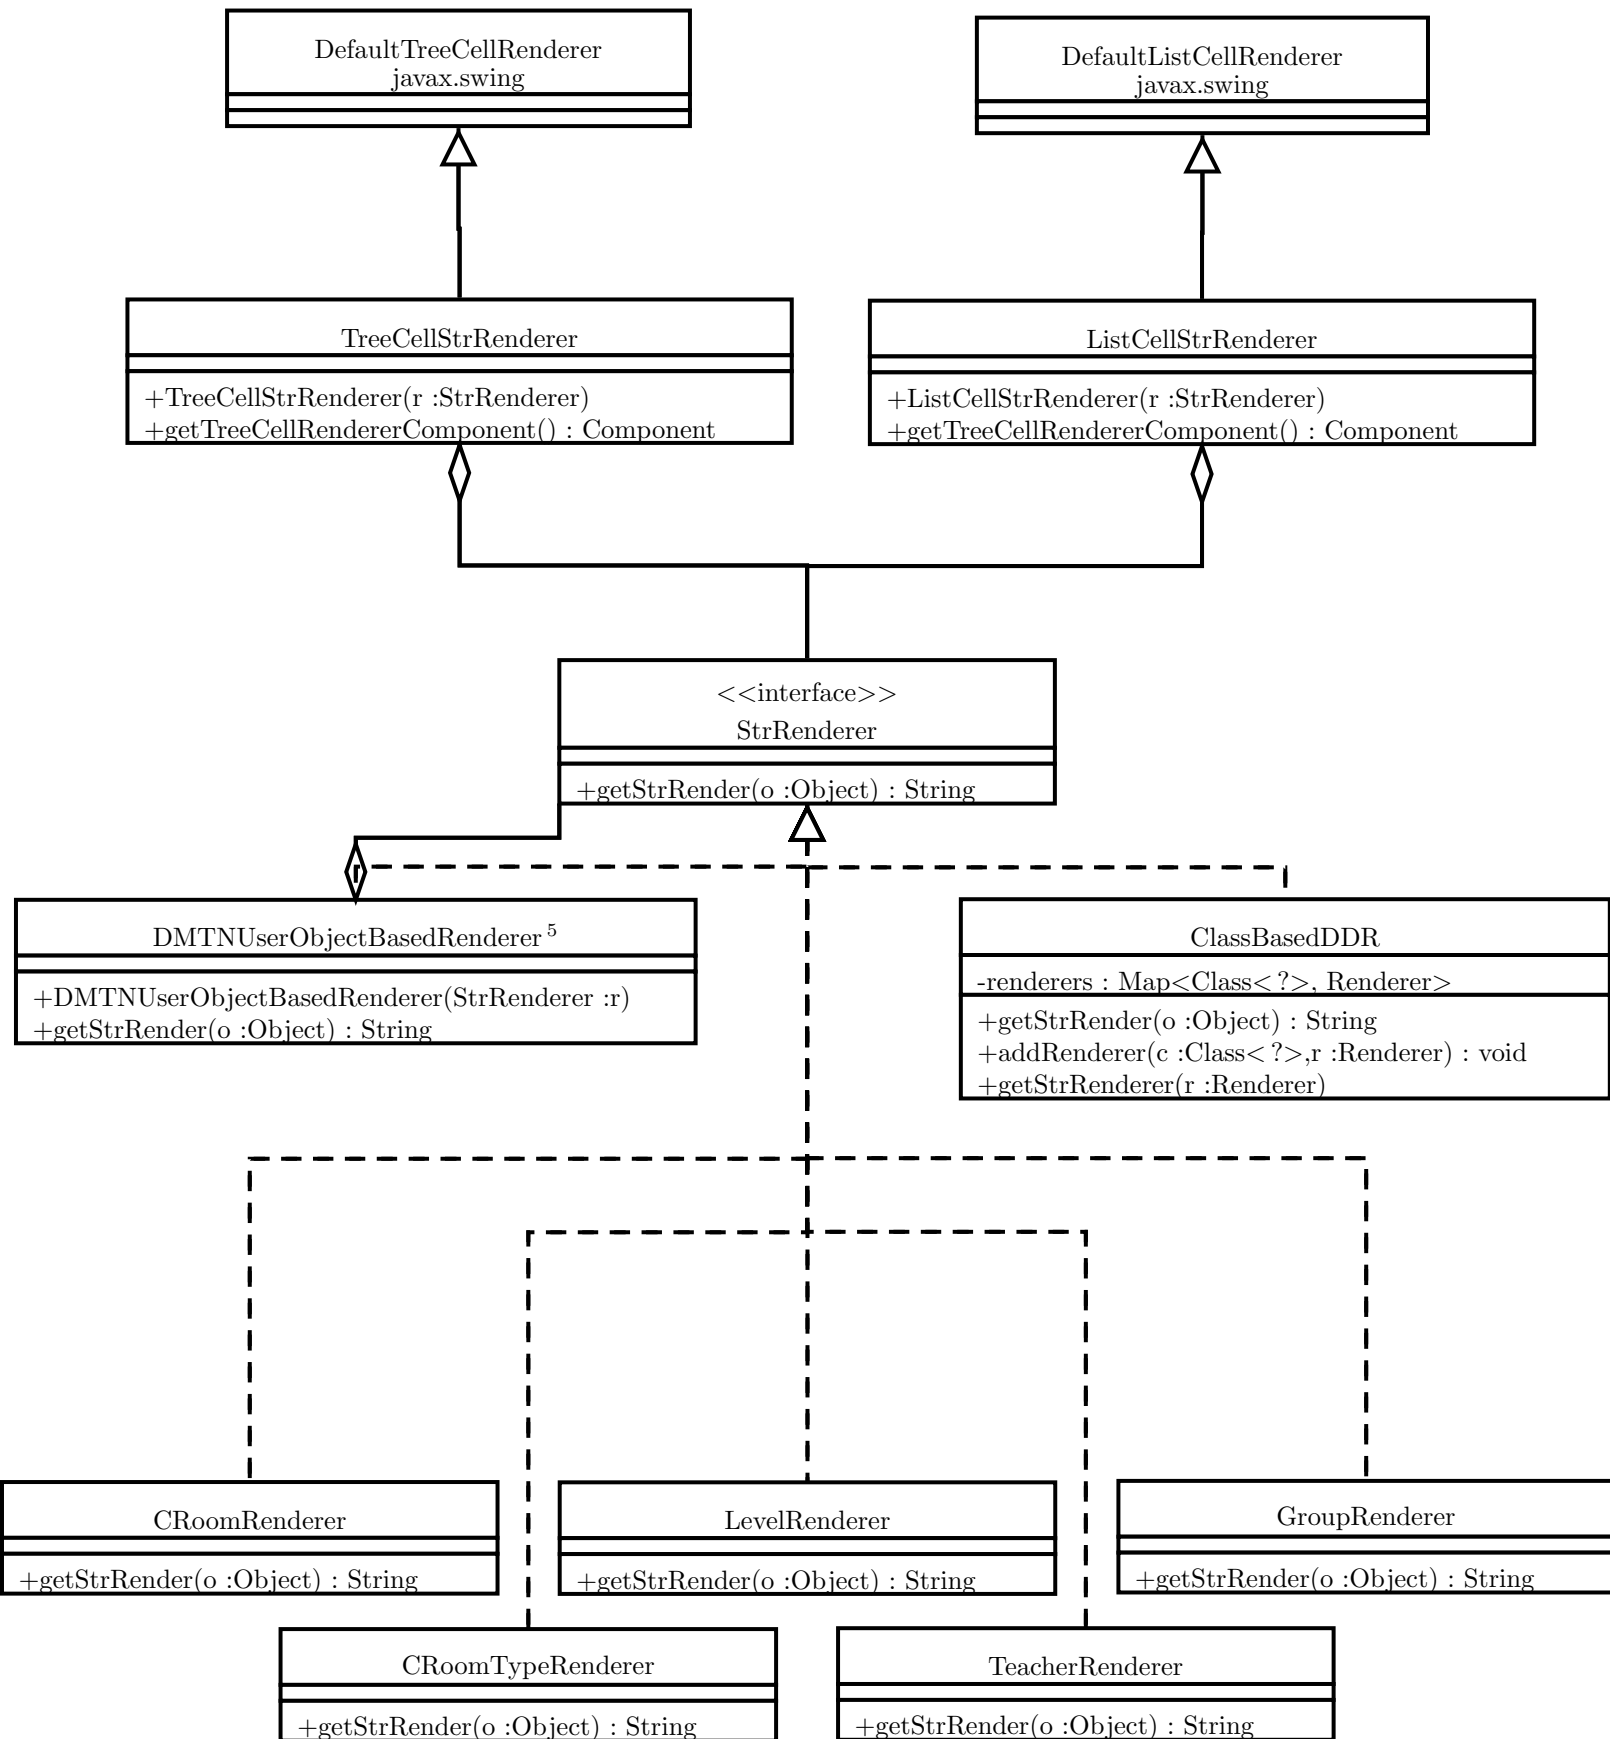 DefaultTreeCellRenderer
javax.swing
DefaultListCellRenderer
javax.swing
TreeCellStrRenderer
+TreeCellStrRenderer(r :StrRenderer)
+getTreeCellRendererComponent() : Component
ListCellStrRenderer
+ListCellStrRenderer(r :StrRenderer)
+getTreeCellRendererComponent() : Component
<<interface>>
StrRenderer
+getStrRender(o :Object) : String
DMTNUserObjectBasedRenderer 5
+DMTNUserObjectBasedRenderer(StrRenderer :r)
+getStrRender(o :Object) : String
ClassBasedDDR
-renderers : Map<Class< ?>, Renderer>
+getStrRender(o :Object) : String
+addRenderer(c :Class< ?>,r :Renderer) : void
+getStrRenderer(r :Renderer)
CRoomRenderer
+getStrRender(o :Object) : String
LevelRenderer
+getStrRender(o :Object) : String
GroupRenderer
+getStrRender(o :Object) : String
CRoomTypeRenderer
+getStrRender(o :Object) : String
TeacherRenderer
+getStrRender(o :Object) : String